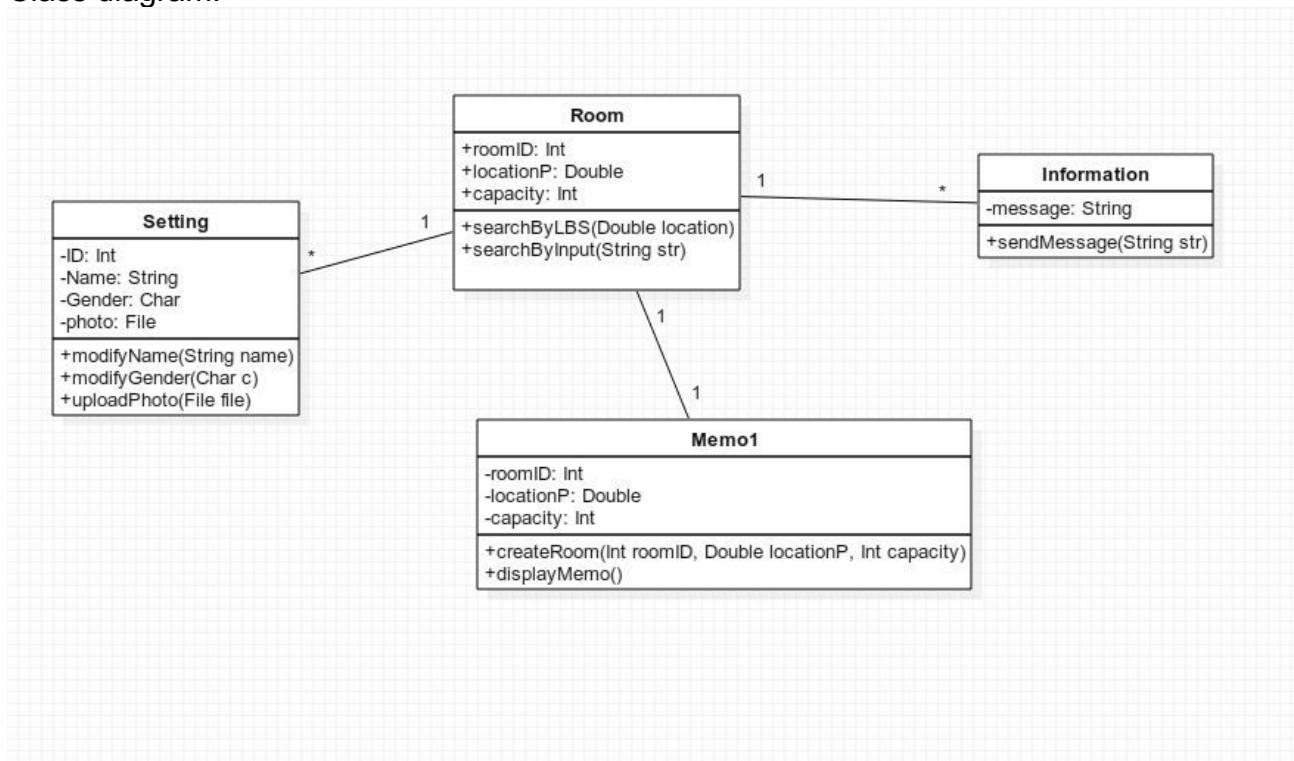 Class diagram:
Room
+roomID: Int
+locationP: Double
+capacity: Int
+searchByLBS(Double location)
+searchByInput(String str)
1
*
Information
-message: String
+sendMessage(String str)
Setting
-ID: Int
-Name: String
-Gender: Char
-photo: File
+modifyName(String name)
+modifyGender(Char c)
+uploadPhoto(File file)
*
1
1
1
Memo1
-roomID: Int
-locationP: Double
-capacity: Int
+createRoom(Int roomID, Double locationP, Int capacity)
+displayMemo()